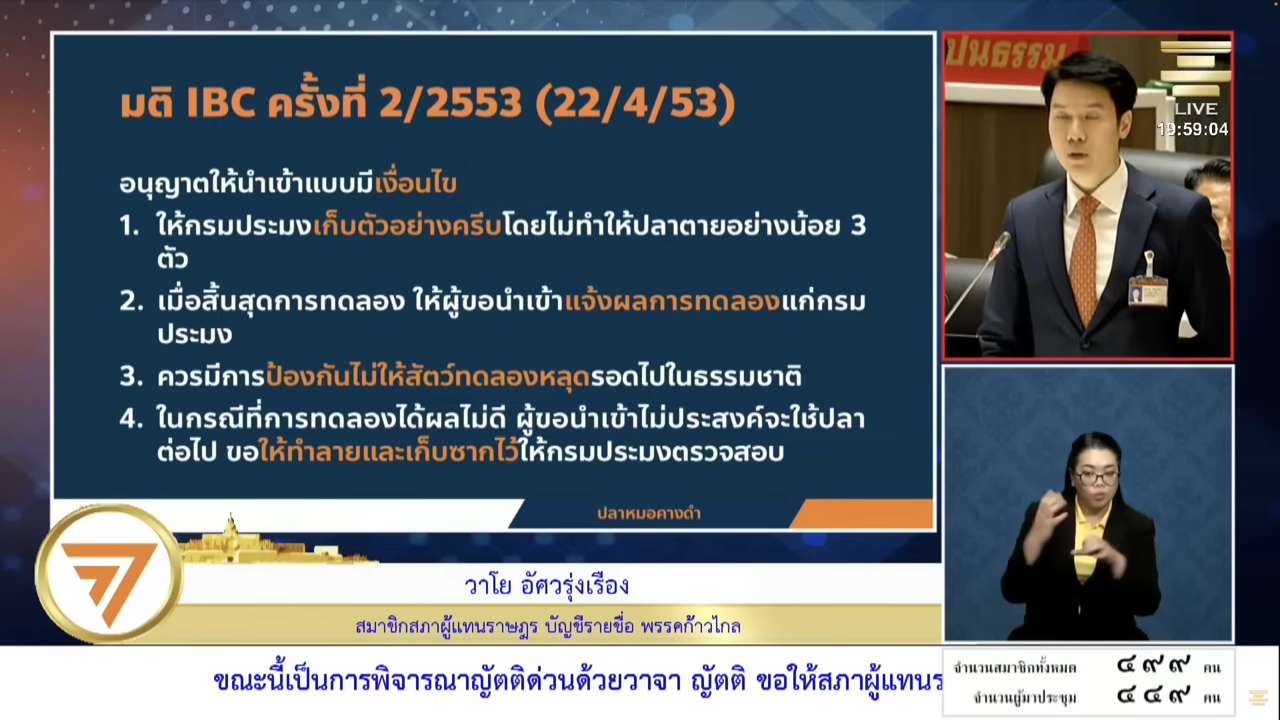 มติ IBC ครั้งที่ 2/2553 (22/4/53)
อนุญาตให้นำเข้าแบบมีเงื่อนไข
1. ให้กรมประมงเก็บตัวอย่างครีบโดยไม่ทำให้ปลาตายอย่างน้อย 3
ตัว
2. เมื่อสิ้นสุดการทดลอง ให้ผู้ขอนำเข้าแจ้งผลการทดลองแก่กรม
ประมง
3. ควรมีการป้องกันไม่ให้สัตว์ทดลองหลุดรอดไปในธรรมชาติ
4. ในกรณีที่การทดลองได้ผลไม่ดี ผู้ขอนำเข้าไม่ประสงค์จะใช้ปลา
ต่อไป ขอให้ทำลายและเก็บซากไว้ให้กรมประมงตรวจสอบ
ปลาหมอคางดำ
เป็นธรรม
LIVE
19:59:04
วาโย อัศวรุ่งเรือง
สมาชิกสภาผู้แทนราษฎร บัญชีรายชื่อ พรรคก้าวไกล
ขณะนี้เป็นการพิจารณาญัตติด่วนด้วยวาจา ญัตติ ขอให้สภาผู้แทนร
จำนวนสมาชิกทั้งหมด ๔๙๙ คน
จำนวนผู้มาประชุม ๔๔๙ คน